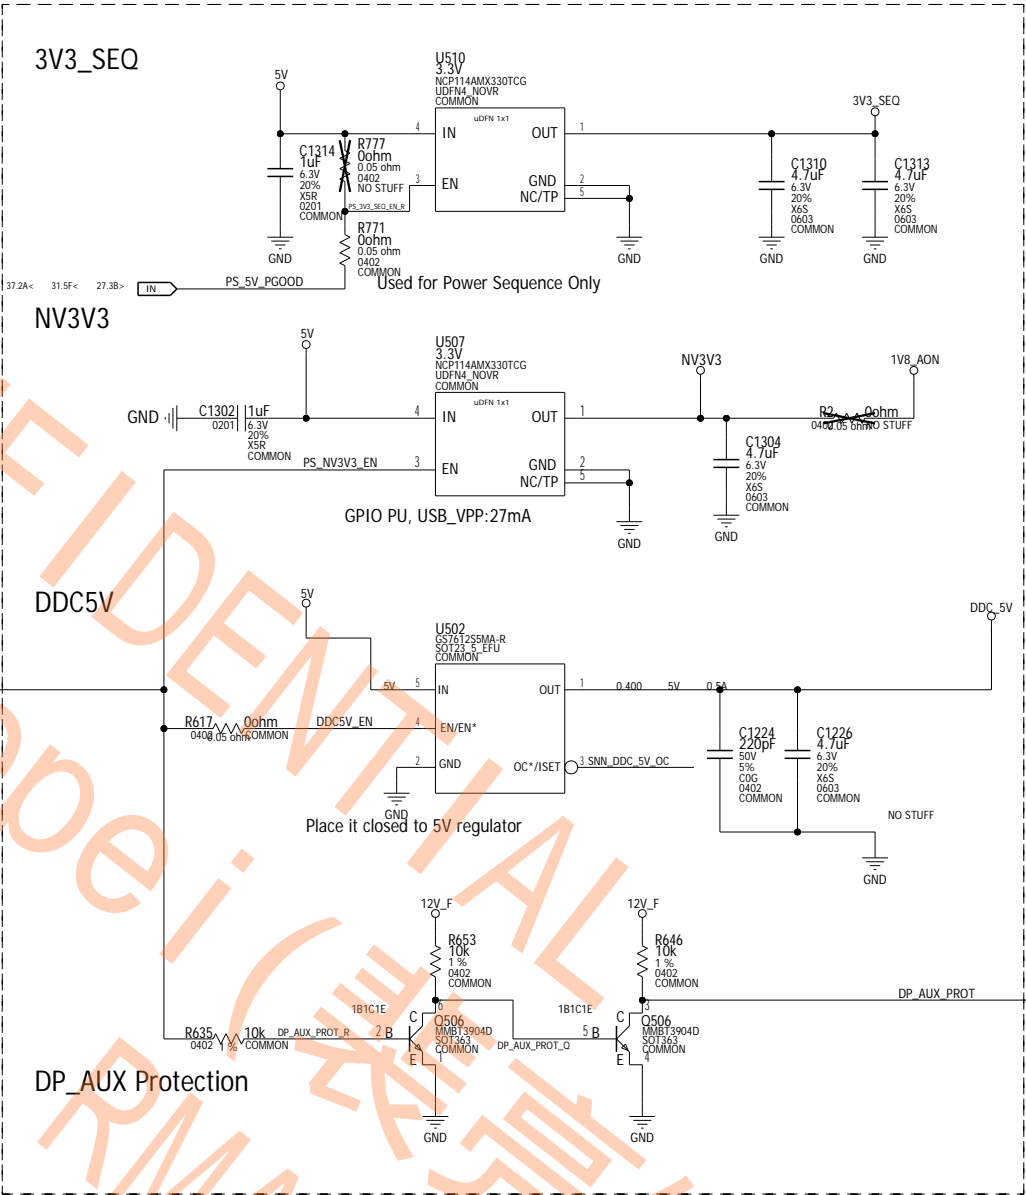 3V3_SEQ
5V
U510
3.3V
NCP114AMX330TCG
UDFN4_NOVR
COMMON
uDFN 1x1
4 IN
OUT 1
3 EN
GND 2
NC/TP 5
3V3_SEQ
C1314
1uF
6.3V
20%
X5R
0201
COMMON
GND
R777
0ohm
0.05 ohm
0402
NO STUFF
PS_3V3_SEQ_EN_R
R771
0ohm
0.05 ohm
0402
COMMON
GND
C1310
4.7uF
6.3V
20%
X6S
0603
COMMON
GND
C1313
4.7uF
6.3V
20%
X6S
0603
COMMON
GND
37.2A< 31.5F< 27.3B> IN PS_5V_PGOOD
Used for Power Sequence Only
NV3V3
5V
U507
3.3V
NCP114AMX330TCG
UDFN4_NOVR
COMMON
uDFN 1x1
4 IN
OUT 1
3 EN
GND 2
NC/TP 5
NV3V3
1V8_AON
GND
C1302 1uF
0201 6.3V
20%
X5R
COMMON
R2 0ohm
0402 0.05 ohm NO STUFF
PS_NV3V3_EN
C1304
4.7uF
6.3V
20%
X6S
0603
COMMON
GND
GND
GPIO PU, USB_VPP:27mA
DDC5V
5V
U502
GS7612S5MA-R
SOT23_5_EFU
COMMON
5V 5 IN
OUT 1
0.400 5V 0.5A
DDC_5V
R617 0ohm
0402 0.05 ohm COMMON
DDC5V_EN
4 EN/EN*
2 GND
OC*/ISET 3 SNN_DDC_5V_OC
GND
C1224
220pF
50V
5%
C0G
0402
COMMON
C1226
4.7uF
6.3V
20%
X6S
0603
COMMON
NO STUFF
GND
Place it closed to 5V regulator
12V_F
R653
10k
1 %
0402
COMMON
12V_F
R646
10k
1 %
0402
COMMON
DP_AUX_PROT
R635 10k
0402 1 % COMMON
DP_AUX_PROT_R
1B1C1E
2 B
C 6
E 1
Q506
MMBT3904D
SOT363
COMMON
GND
DP_AUX_PROT_Q
1B1C1E
5 B
C 3
E 4
Q506
MMBT3904D
SOT363
COMMON
GND
DP_AUX Protection
FIDENTIAL
opei(裴亮
RMA